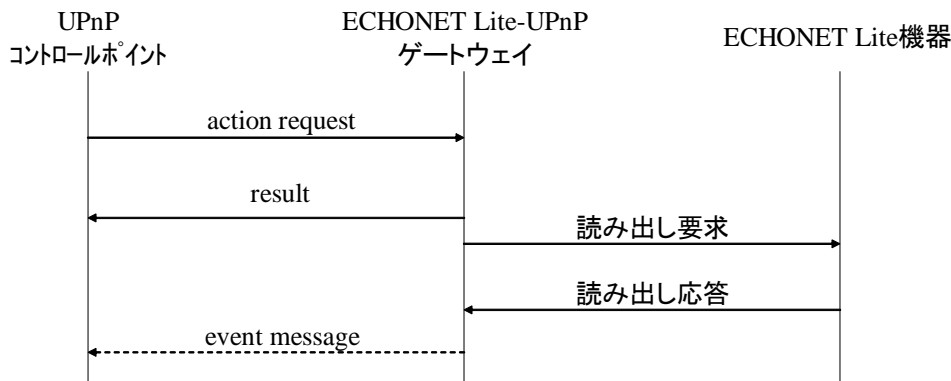 UPnP
コントロールポイント
ECHONET Lite-UPnP
ゲートウェイ
ECHONET Lite機器
action request
result
読み出し要求
読み出し応答
event message